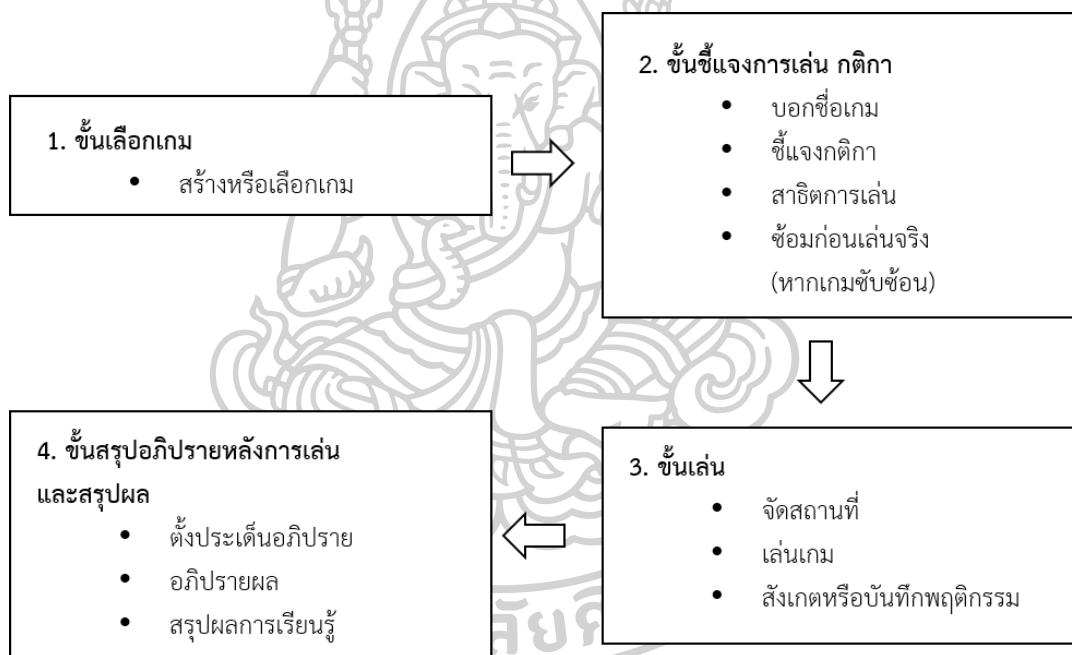 1. ขั้นเลือกเกม
• สร้างหรือเลือกเกม
2. ขั้นชี้แจงการเล่น กติกา
• บอกชื่อเกม
• ชี้แจงกติกา
• สาธิตการเล่น
• ซ้อมก่อนเล่นจริง
(หากเกมซับซ้อน)
3. ขั้นเล่น
• จัดสถานที่
• เล่นเกม
• สังเกตหรือบันทึกพฤติกรรม
4. ขั้นสรุปอภิปรายหลังการเล่น
และสรุปผล
• ตั้งประเด็นอภิปราย
• อภิปรายผล
• สรุปผลการเรียนรู้